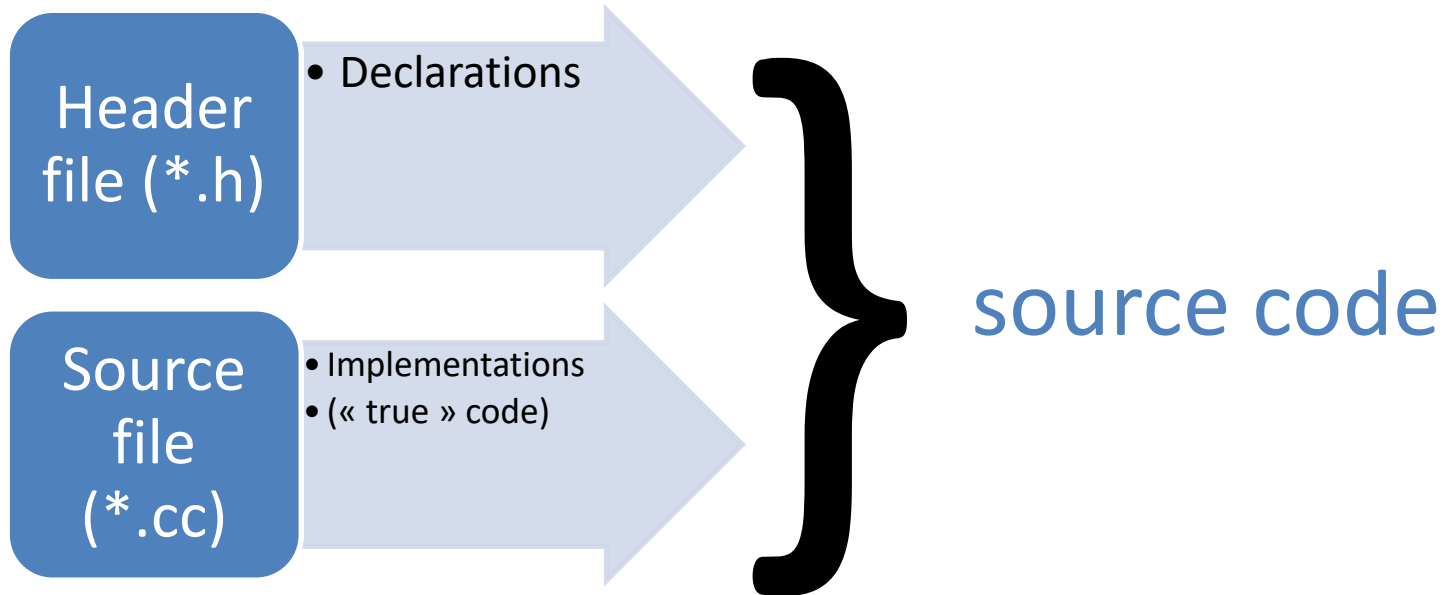 Header
file (*.h)
• Declarations
Source
file
(*.cc)
• Implementations
• (« true » code)
}
source code